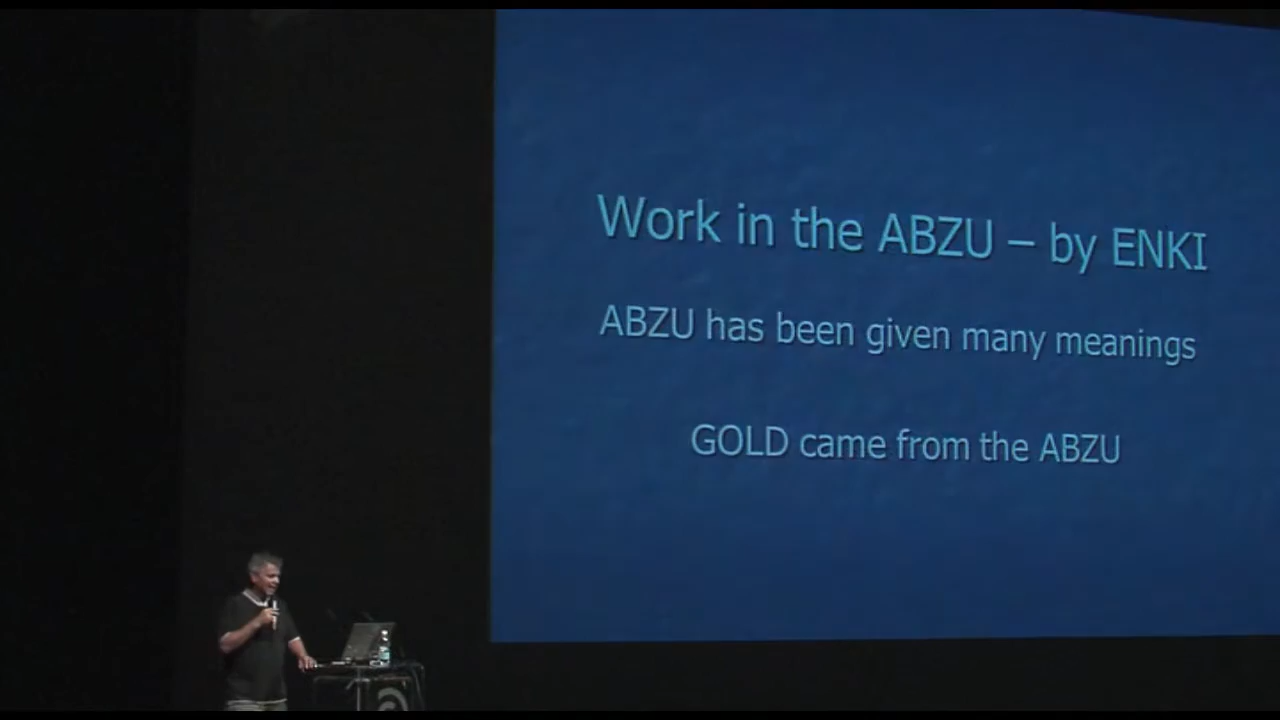 Work in the ABZU – by ENKI
ABZU has been given many meanings
GOLD came from the ABZU